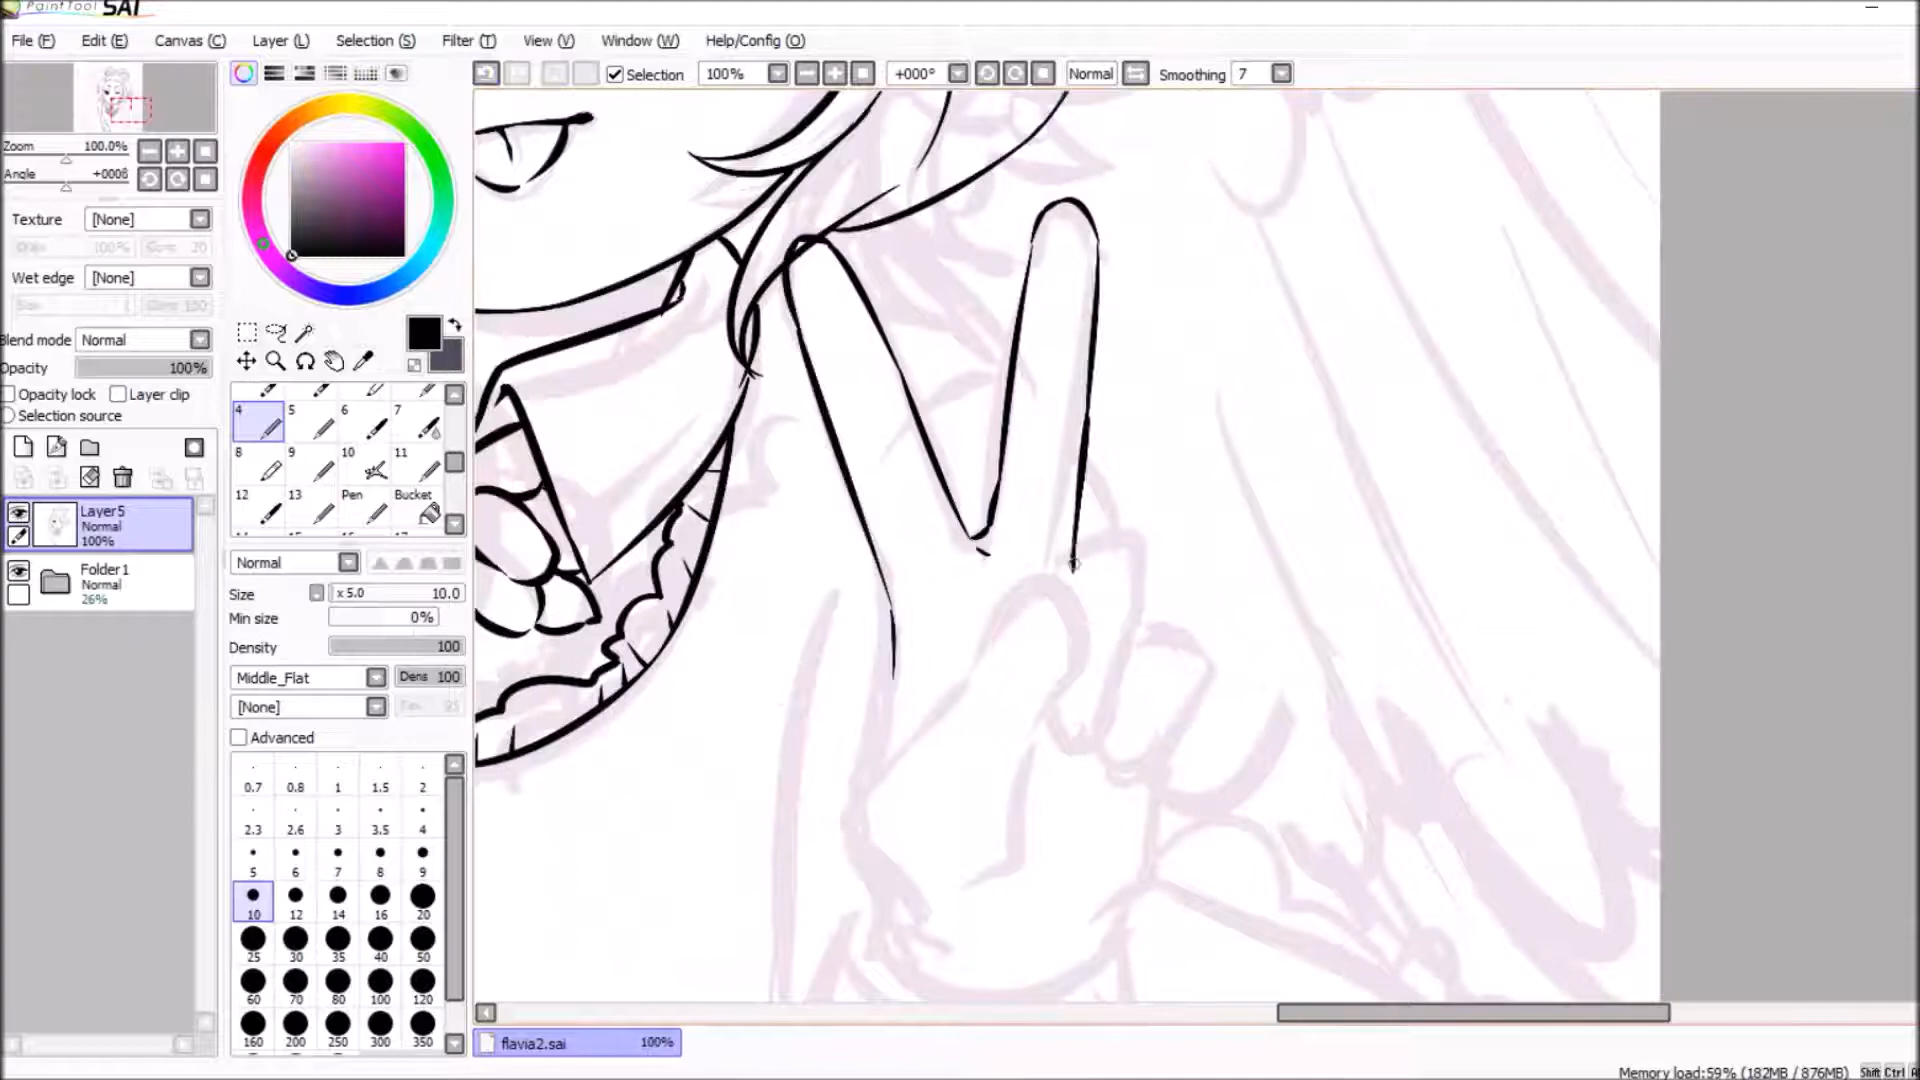 PaintTool SAI
File (F) Edit (E) Canvas (C) Layer (L) Selection (S) Filter (T) View (V) Window (W) Help/Config (O)
Selection 100% +000° Normal Smoothing 7
Zoom 100.0%
Angle
Texture [None]
100% 20
Wet edge [None]
100
Blend mode Normal
Opacity 100%
Opacity lock Layer clip
Selection source
Layer5
Normal
100%
Folder1
Normal
26%
4 5 6 7
8 9 10 11
12 13 Pen Bucket
Normal
Size x 5.0 10.0
Min size 0%
Density 100
Middle_Flat Dens 100
[None] 95
Advanced
0.7 0.8 1 1.5 2
2.3 2.6 3 3.5 4
5 6 7 8 9
10 12 14 16 20
25 30 35 40 50
60 70 80 100 120
160 200 250 300 350
flavia2.sai 100%
Memory load:59% (182MB / 876MB) Shift Ctrl